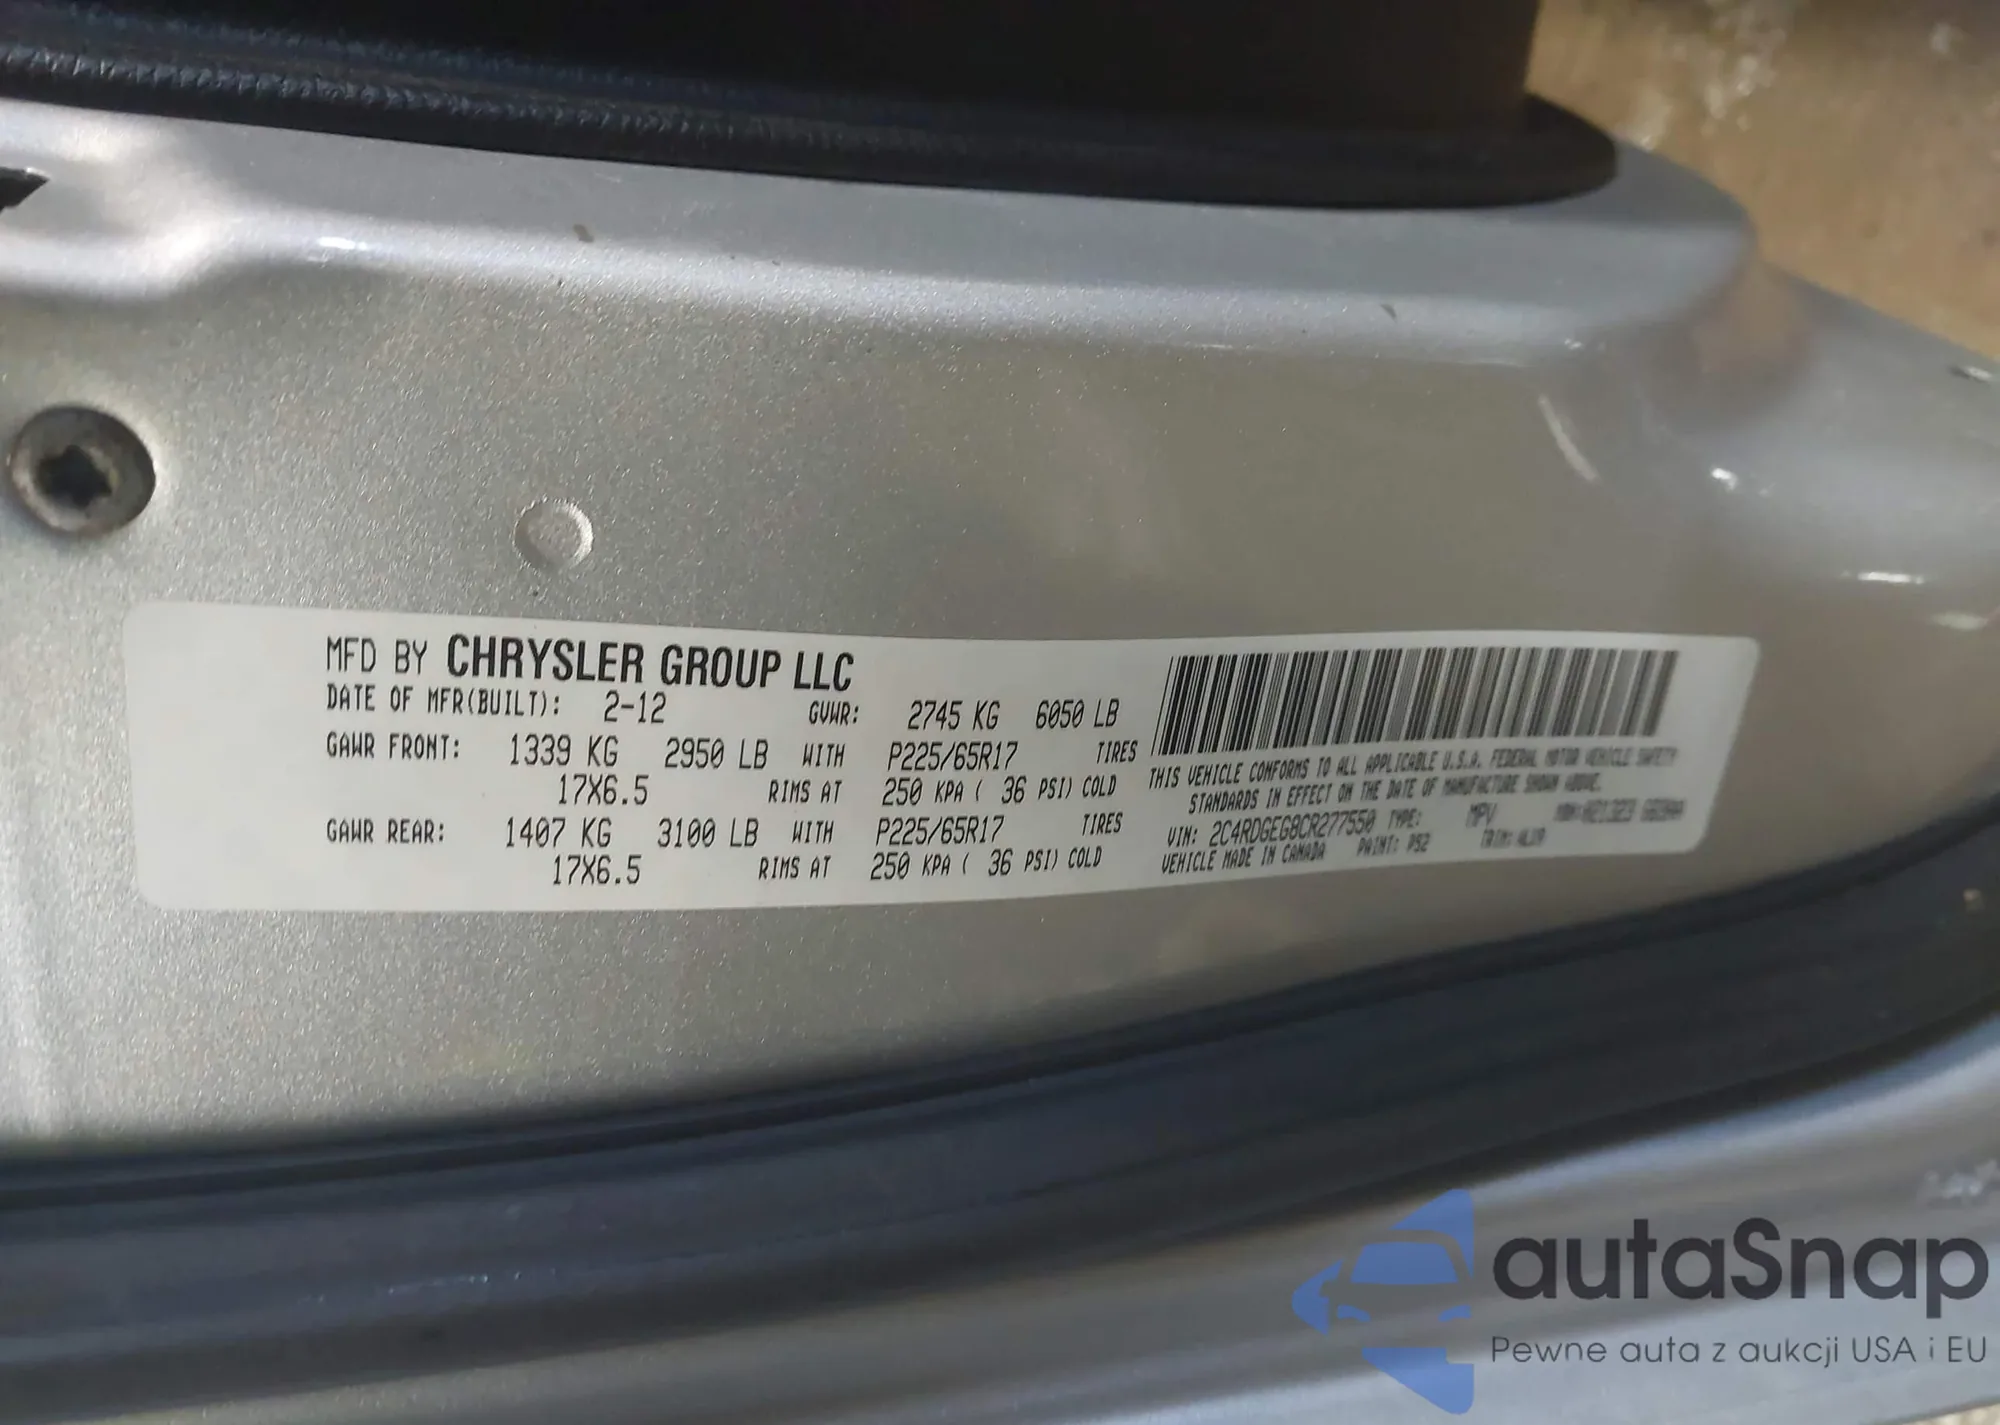 MFD BY CHRYSLER GROUP LLC
DATE OF MFR(BUILT): 2-12 GVWR: 2745 KG 6050 LB
GAWR FRONT: 1339 KG 2950 LB WITH P225/65R17 TIRES
17X6.5 RIMS AT 250 KPA ( 36 PSI) COLD
GAWR REAR: 1407 KG 3100 LB WITH P225/65R17 TIRES
17X6.5 RIMS AT 250 KPA ( 36 PSI) COLD
THIS VEHICLE CONFORMS TO ALL APPLICABLE U.S.A. FEDERAL MOTOR VEHICLE SAFETY
STANDARDS IN EFFECT ON THE DATE OF MANUFACTURE SHOWN ABOVE.
VIN: 2C4RDGEG8CR277550 TYPE: MPV
VEHICLE MADE IN CANADA PAINT: PS2 TRIM:
autaSnap
Pewne auta z aukcji USA i EU